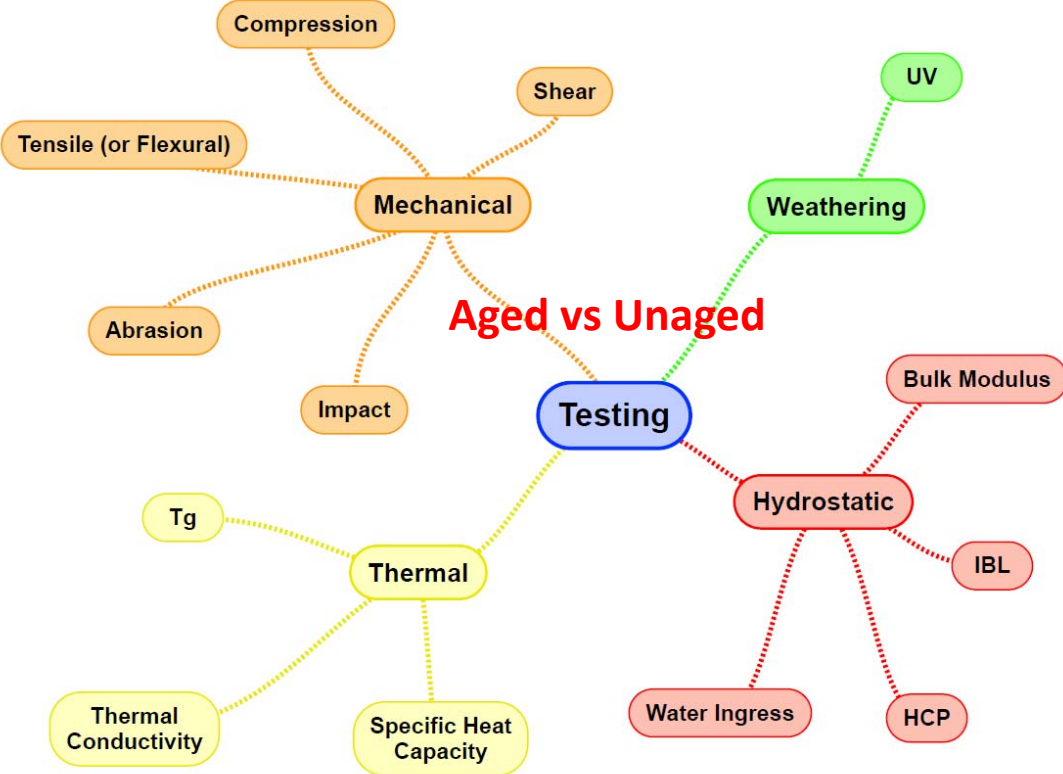 Compression
UV
Shear
Tensile (or Flexural)
Mechanical
Weathering
Aged vs Unaged
Abrasion
Bulk Modulus
Impact
Testing
Hydrostatic
Tg
IBL
Thermal
Water Ingress
HCP
Thermal
Conductivity
Specific Heat
Capacity